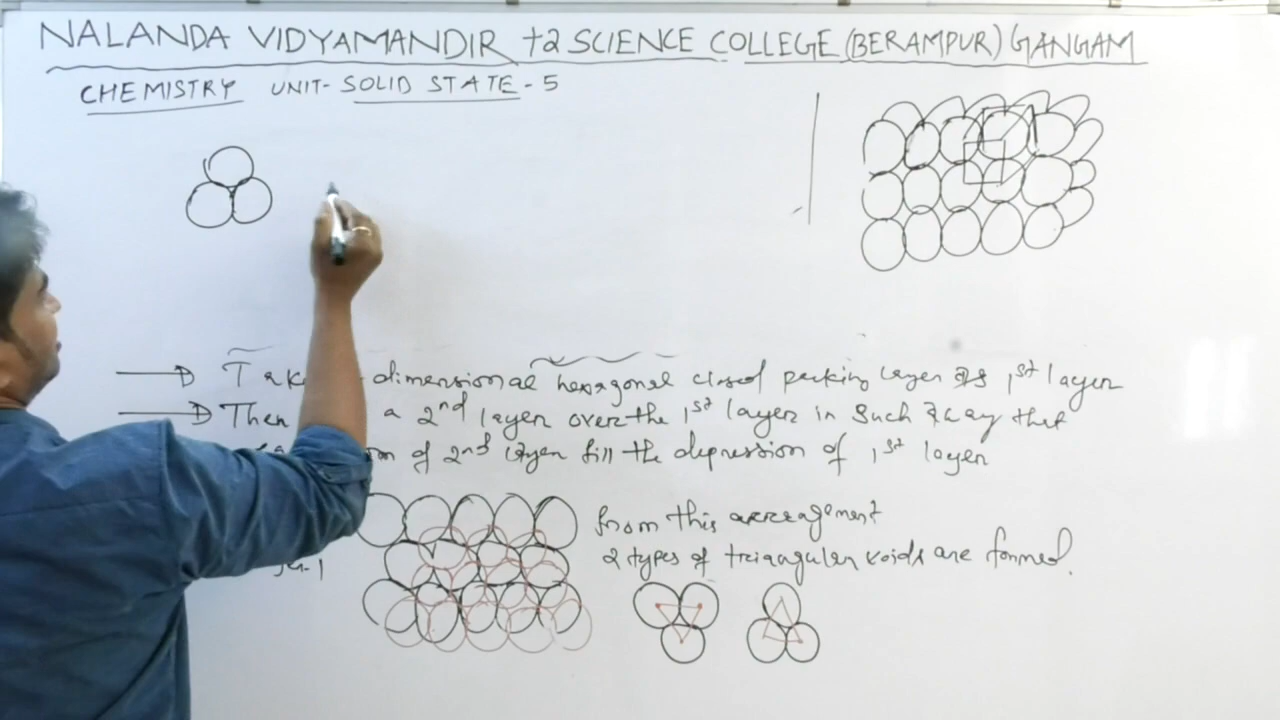 NALANDA VIDYAMANDIR +2 SCIENCE COLLEGE (BERAMPUR) GANGAM
CHEMISTRY UNIT- SOLID STATE - 5
Take dimensional hexagonal closed packing layer as 1st layer
Then a 2nd layer over the 1st layer in such way that
of 2nd layer fill the depression of 1st layer
from this arreagement
2 types of triangular voids are formed.